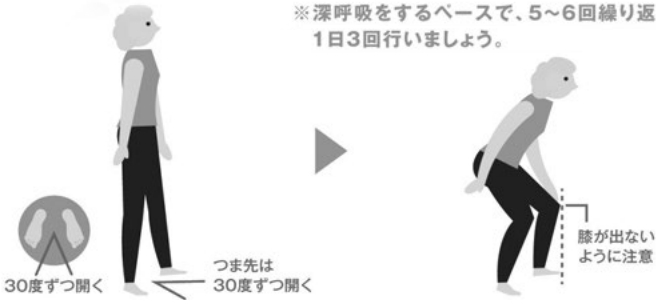 ※深呼吸をするペースで、5〜6回繰り返
1日3回行いましょう。
30度ずつ開く
つま先は
30度ずつ開く
膝が出ない
ように注意